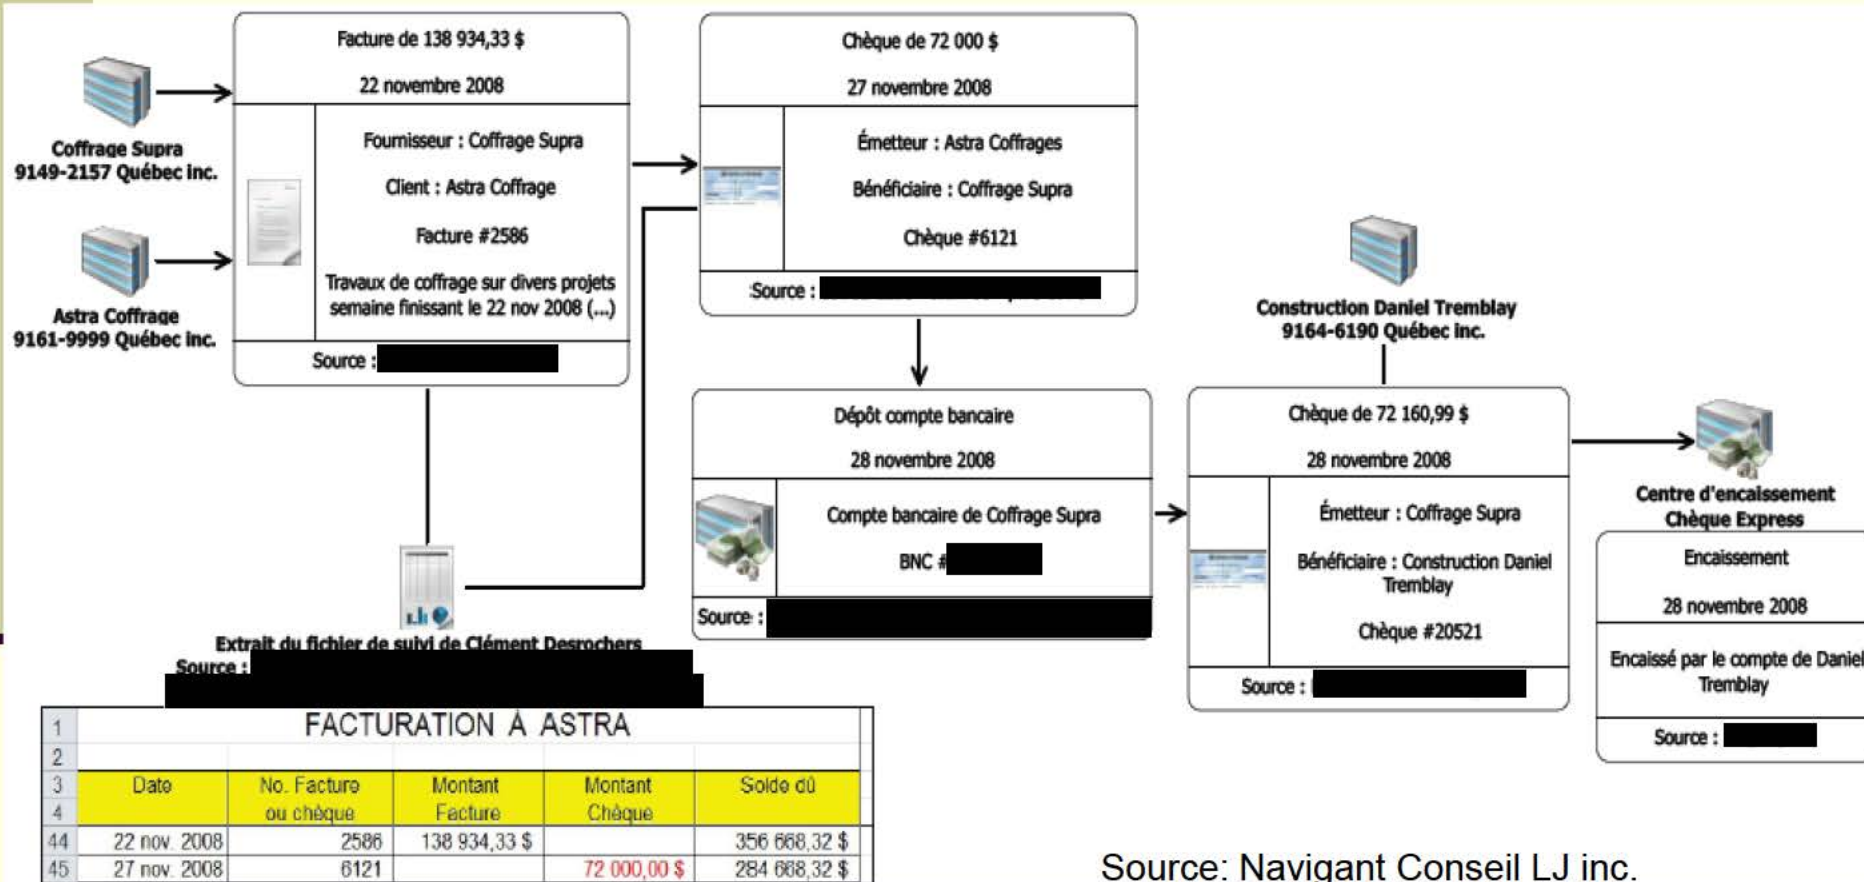 Coffrage Supra
9149-2157 Québec inc.
Astra Coffrage
9161-9999 Québec inc.
Facture de 138 934,33 $
22 novembre 2008
Fournisseur : Coffrage Supra
Client : Astra Coffrage
Facture #2586
Travaux de coffrage sur divers projets
semaine finissant le 22 nov 2008 (...)
Source :
Chèque de 72 000 $
27 novembre 2008
Émetteur : Astra Coffrages
Bénéficiaire : Coffrage Supra
Chèque #6121
Source :
Dépôt compte bancaire
28 novembre 2008
Compte bancaire de Coffrage Supra
BNC #
Source :
Construction Daniel Tremblay
9164-6190 Québec inc.
Chèque de 72 160,99 $
28 novembre 2008
Émetteur : Coffrage Supra
Bénéficiaire : Construction Daniel
Tremblay
Chèque #20521
Source :
Centre d'encaissement
Chèque Express
Encaissement
28 novembre 2008
Encaissé par le compte de Daniel
Tremblay
Source :
Extrait du fichier de suivi de Clément Desrochers
Source :
1 FACTURATION À ASTRA
2
3 Date No. Facture Montant Montant Solde dû
4 ou chèque Facture Chèque
44 22 nov. 2008 2586 138 934,33 $ 356 668,32 $
45 27 nov. 2008 6121 72 000,00 $ 284 668,32 $
Source: Navigant Conseil LJ inc.